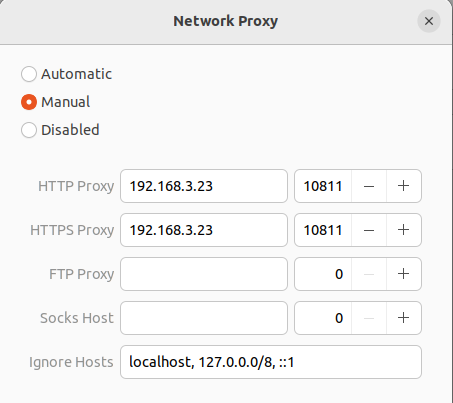 Network Proxy
Automatic
Manual
Disabled
HTTP Proxy 192.168.3.23 10811 − +
HTTPS Proxy 192.168.3.23 10811 − +
FTP Proxy 0 − +
Socks Host 0 − +
Ignore Hosts localhost, 127.0.0.0/8, ::1